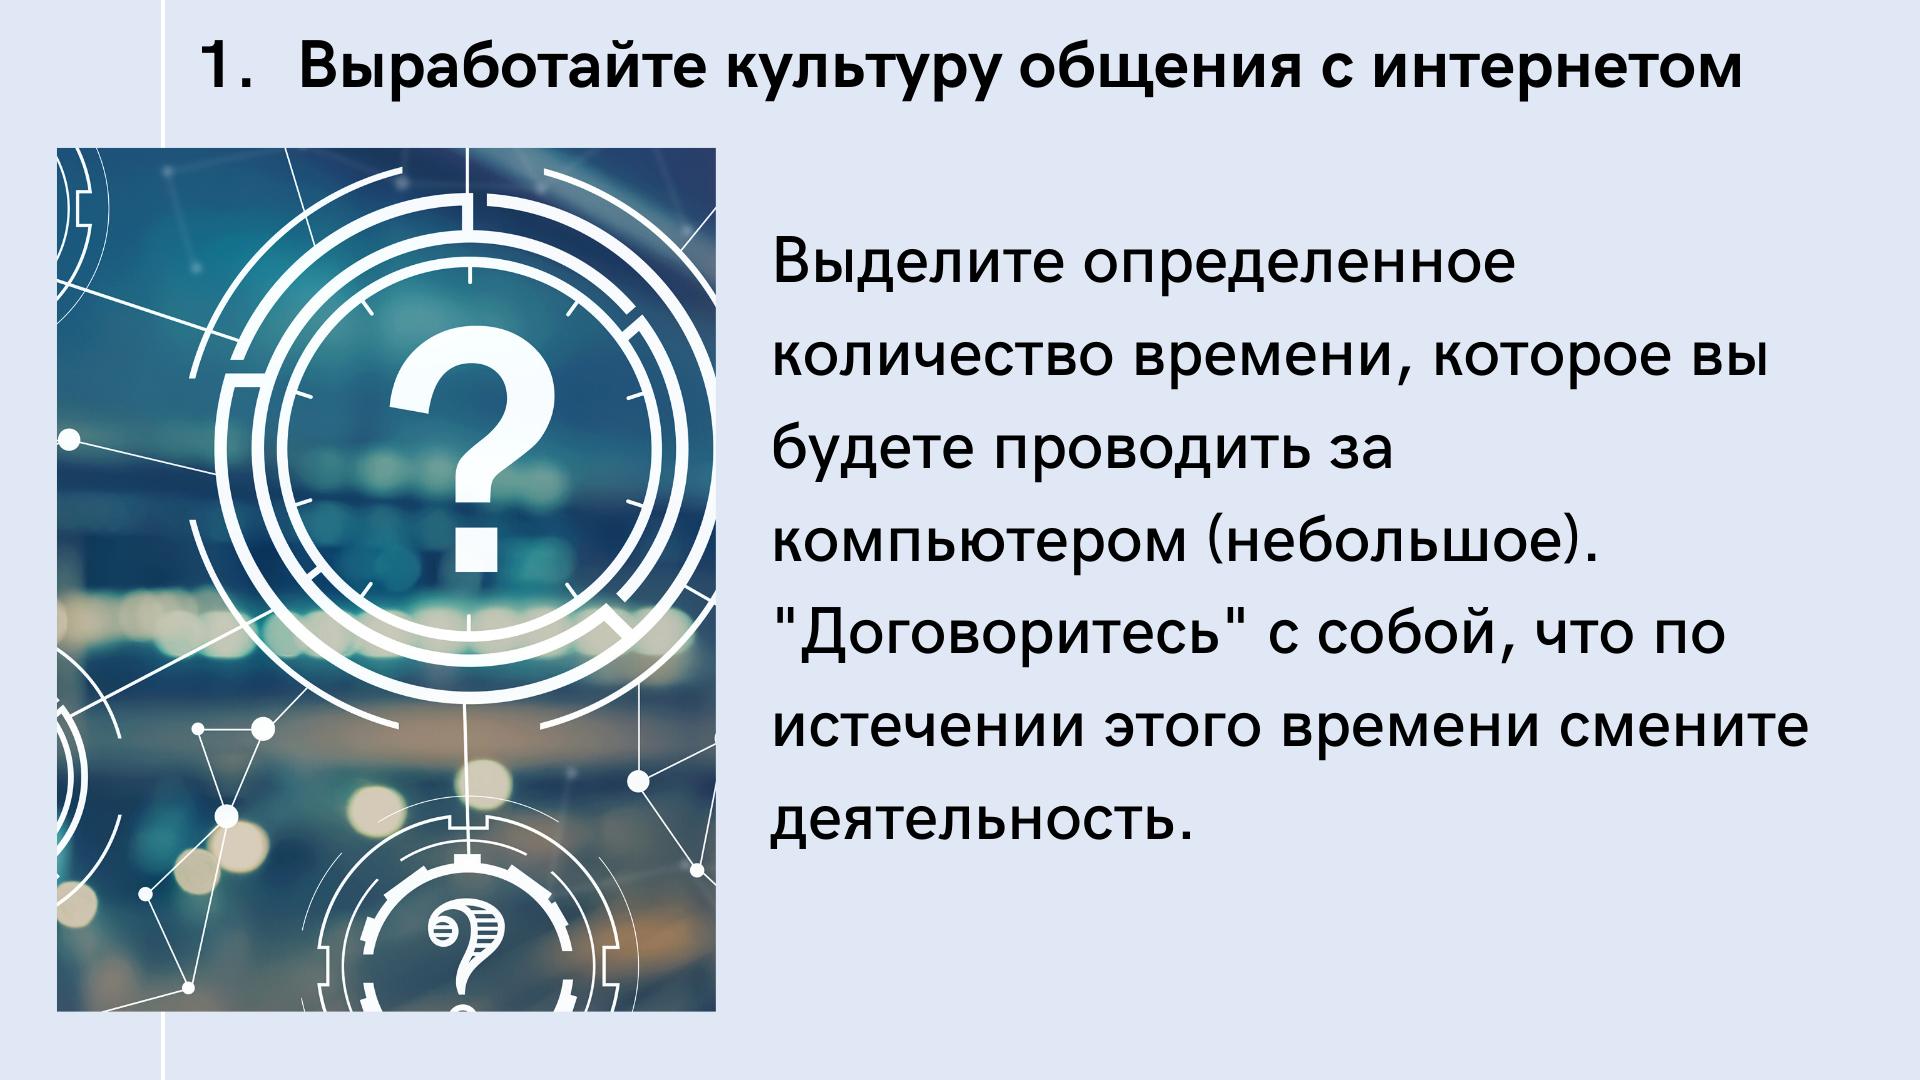 1. Выработайте культуру общения с интернетом
Выделите определенное
количество времени, которое вы
будете проводить за
компьютером (небольшое).
"Договоритесь" с собой, что по
истечении этого времени смените
деятельность.
?
?